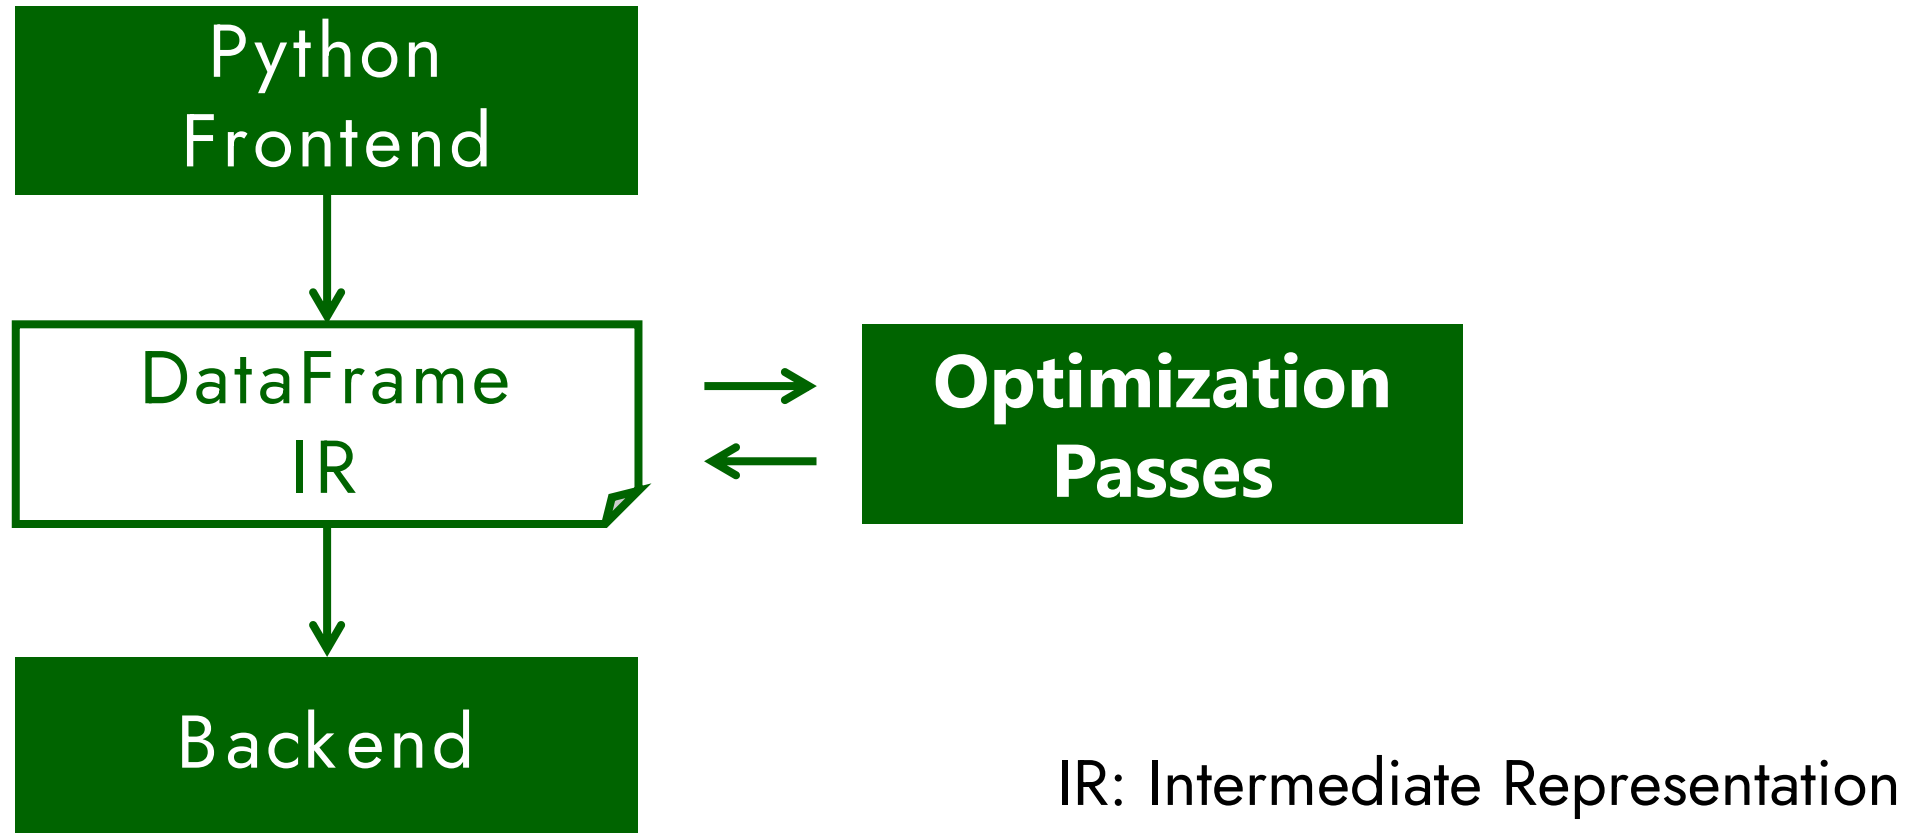 Python
Frontend
DataFrame
IR
Optimization
Passes
Backend
IR: Intermediate Representation